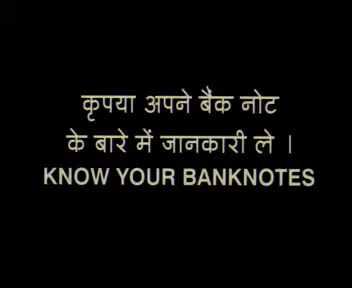 कृपया अपने बैंक नोट
के बारे में जानकारी ले ।
KNOW YOUR BANKNOTES